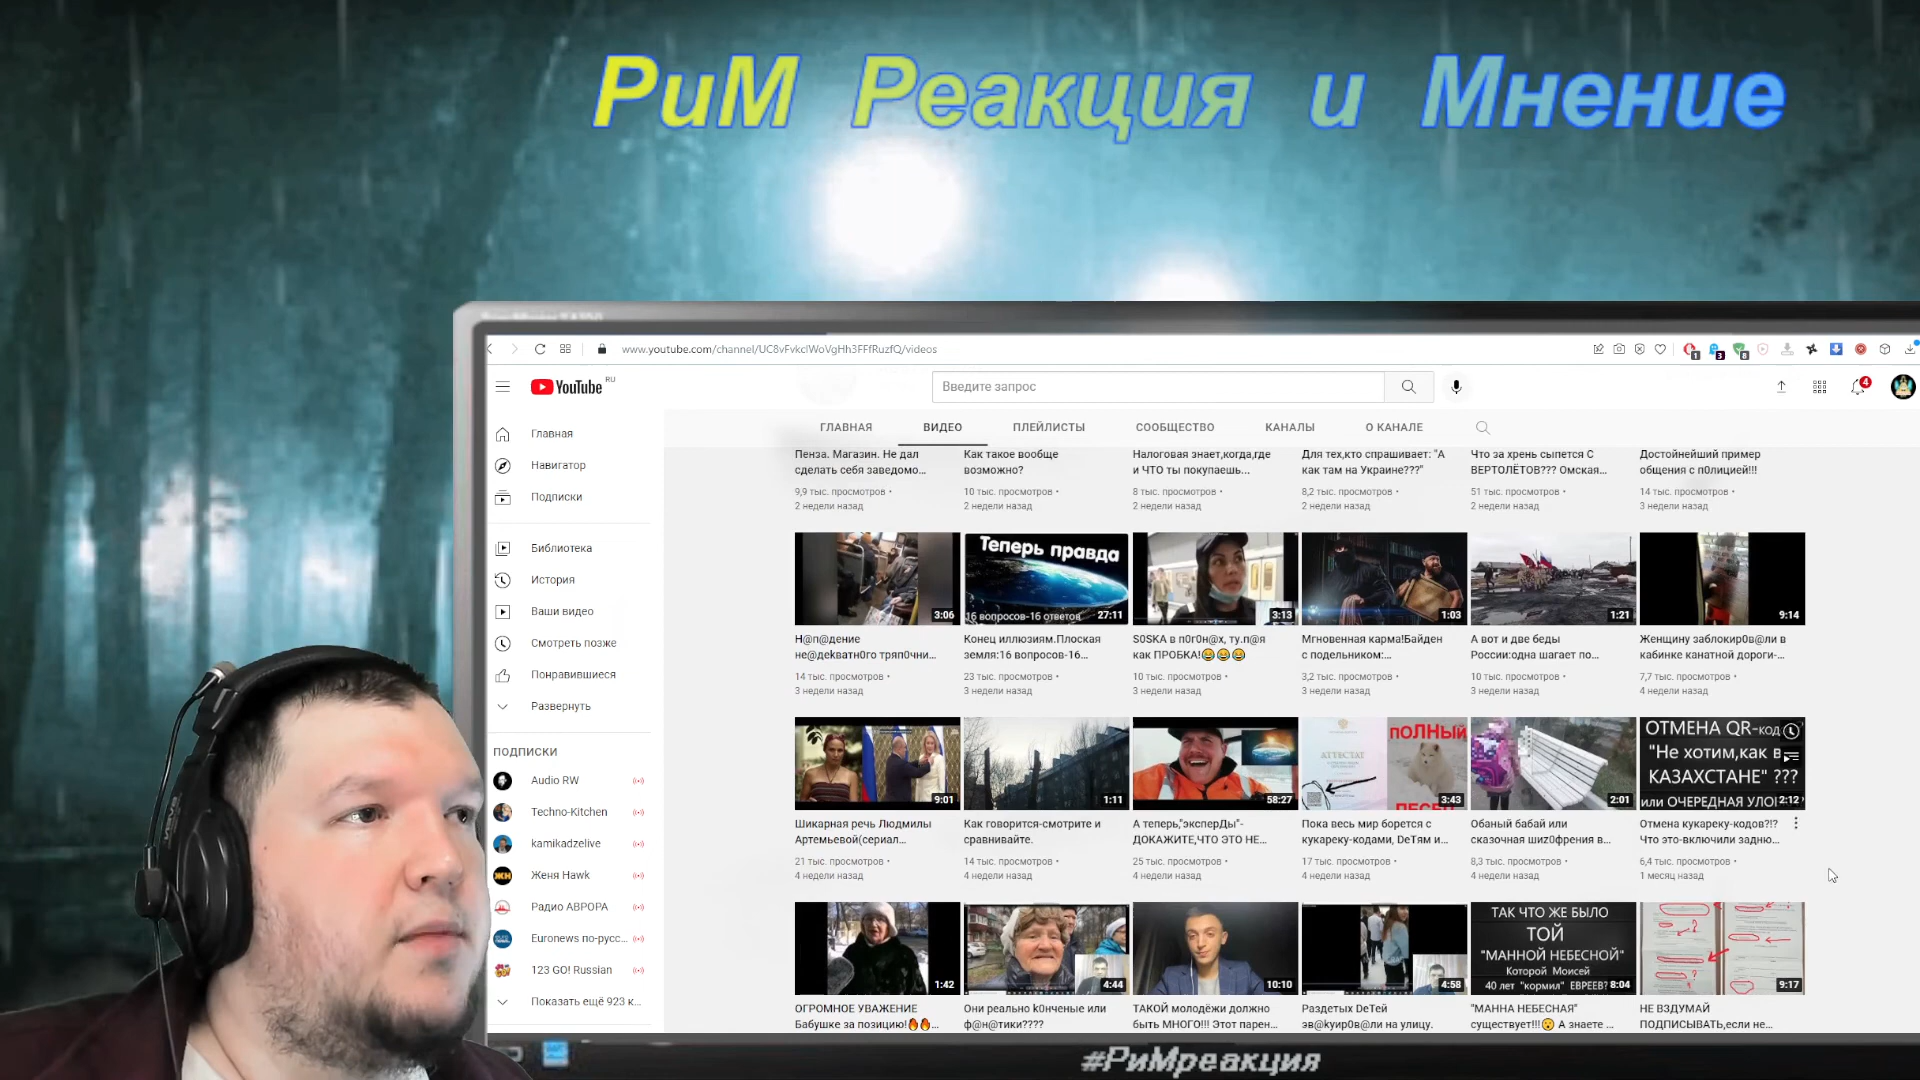 РиМ Реакция и Мнение
www.youtube.com/channel/UC8vFvkclWoVgHh3FFfRuzfQ/videos
1
3
8
YouTube RU
Введите запрос
4
Главная
Навигатор
Подписки
Библиотека
История
Ваши видео
Смотреть позже
Понравившиеся
Развернуть
ПОДПИСКИ
Audio RW
Techno-Kitchen
kamikadzelive
Женя Hawk
Радио АВРОРА
Euronews по-русс...
123 GO! Russian
Показать ещё 923 к...
ГЛАВНАЯ ВИДЕО ПЛЕЙЛИСТЫ СООБЩЕСТВО КАНАЛЫ О КАНАЛЕ
Пенза. Магазин. Не дал
сделать себя заведомо...
9,9 тыс. просмотров •
2 недели назад
Как такое вообще
возможно?
10 тыс. просмотров •
2 недели назад
Налоговая знает,когда,где
и ЧТО ты покупаешь...
8 тыс. просмотров •
2 недели назад
Для тех,кто спрашивает: "А
как там на Украине???"
8,2 тыс. просмотров •
2 недели назад
Что за хрень сыпется С
ВЕРТОЛЁТОВ??? Омская...
51 тыс. просмотров •
2 недели назад
Достойнейший пример
общения с п0лицией!!!
14 тыс. просмотров •
3 недели назад
3:06
Н@п@дение
не@деkватн0го тряп0чни...
14 тыс. просмотров •
3 недели назад
Теперь правда
16 вопросов-16 ответов
27:11
Конец иллюзиям.Плоская
земля:16 вопросов-16...
23 тыс. просмотров •
3 недели назад
3:13
S0SKA в п0г0н@х, ту.п@я
как ПРОБКА!😂😂😂
10 тыс. просмотров •
3 недели назад
1:03
Мгновенная карма!Байден
с подельником:...
3,2 тыс. просмотров •
3 недели назад
1:21
А вот и две беды
России:одна шагает по...
10 тыс. просмотров •
3 недели назад
9:14
Женщину заблокир0в@ли в
кабинке канатной дороги-...
7,7 тыс. просмотров •
4 недели назад
9:01
Шикарная речь Людмилы
Артемьевой(сериал...
21 тыс. просмотров •
4 недели назад
1:11
Как говорится-смотрите и
сравнивайте.
14 тыс. просмотров •
4 недели назад
58:27
А теперь,"эксперДы"-
ДОКАЖИТЕ,ЧТО ЭТО НЕ...
25 тыс. просмотров •
4 недели назад
АТТЕСТАТ
ПОЛНЫЙ
ПЕСЕЦ
3:43
Пока весь мир борется с
кукареку-кодами, DeТям и...
17 тыс. просмотров •
4 недели назад
2:01
Обаный бабай или
сказочная шиз0френия в...
8,3 тыс. просмотров •
4 недели назад
ОТМЕНА QR-КОД
"Не хотим,как в
КАЗАХСТАНЕ" ???
или ОЧЕРЕДНАЯ УЛО
2:12
Отмена кукареку-кодов?!?
Что это-включили задню...
6,4 тыс. просмотров •
1 месяц назад
1:42
ОГРОМНОЕ УВАЖЕНИЕ
Бабушке за позицию!🔥🔥...
4:44
Они реально k0нченые или
ф@н@тики????
10:10
ТАКОЙ молодёжи должно
быть МНОГО!!! Этот парен...
4:58
Раздетых DeТей
эв@kyир0в@ли на улицу.
ТАК ЧТО ЖЕ БЫЛО
ТОЙ
"МАННОЙ НЕБЕСНОЙ"
Которой Моисей
40 лет "кормил" ЕВРЕЕВ?
8:04
"МАННА НЕБЕСНАЯ"
существует!!!😯 А знаете ...
9:17
НЕ ВЗДУМАЙ
ПОДПИСЫВАТЬ,если не...
#РиМреакция